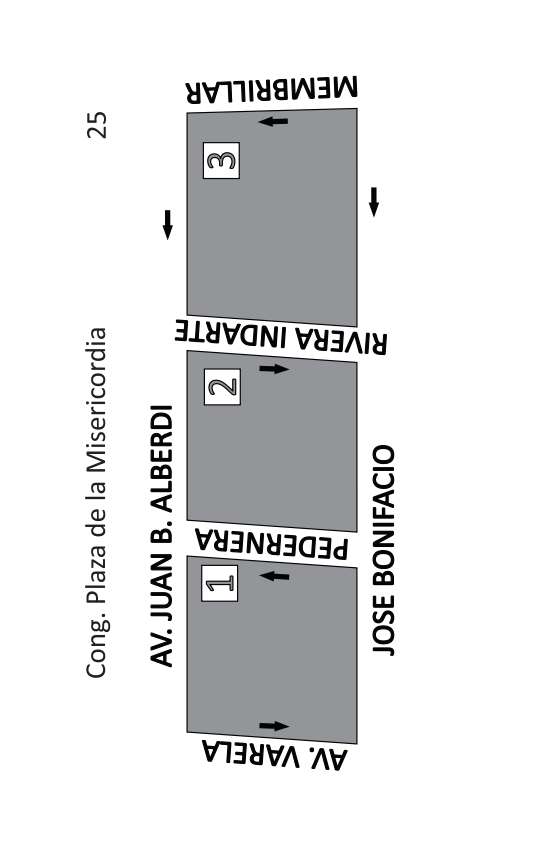 Cong. Plaza de la Misericordia 25
AV. JUAN B. ALBERDI
AV. VARELA
1
PEDERNERA
2
RIVERA INDARTE
3
MEMBRILLAR
JOSE BONIFACIO